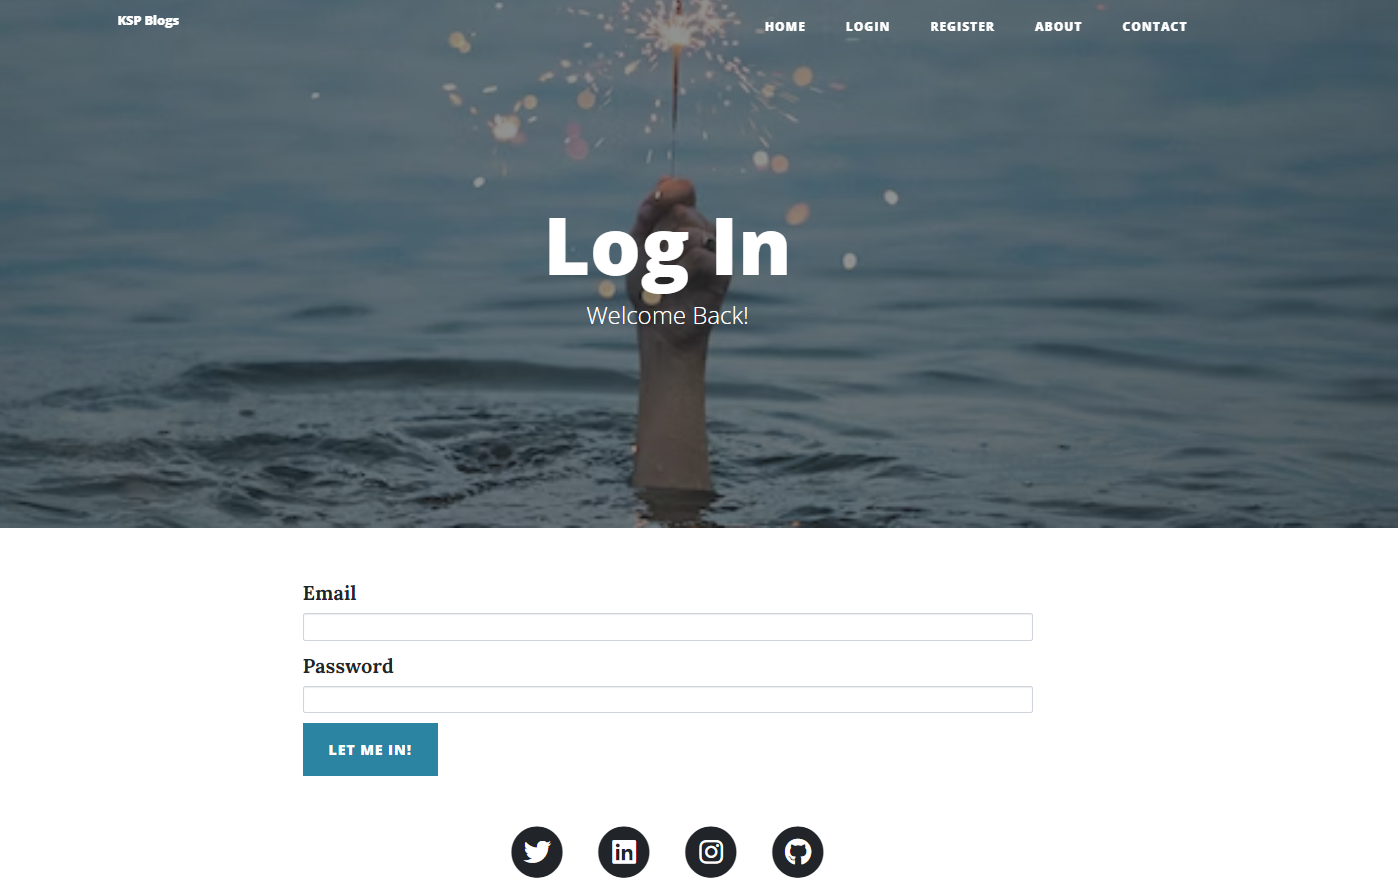 KSP Blogs
HOME LOGIN REGISTER ABOUT CONTACT
Log In
Welcome Back!
Email
Password
LET ME IN!
in